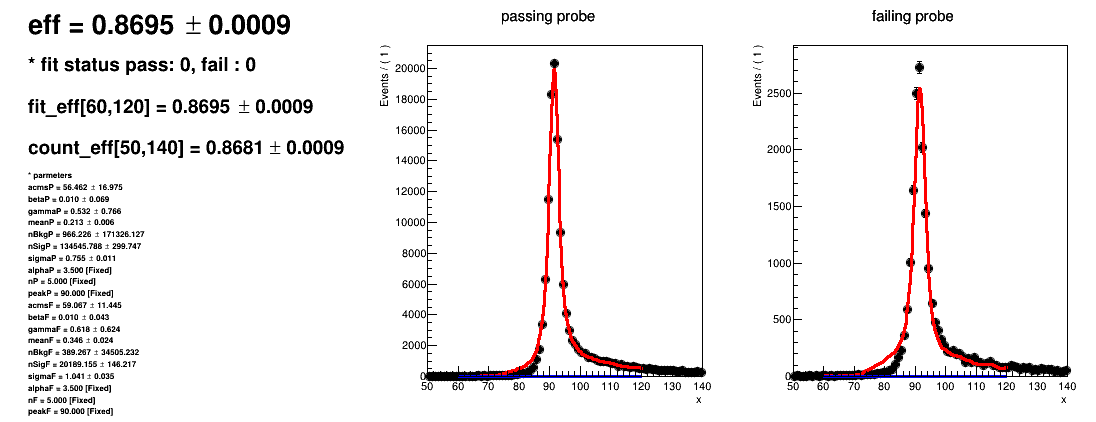 eff = 0.8695 ± 0.0009
* fit status pass: 0, fail : 0
fit_eff[60,120] = 0.8695 ± 0.0009
count_eff[50,140] = 0.8681 ± 0.0009
* parmeters
acmsP = 56.462 ± 16.975
betaP = 0.010 ± 0.069
gammaP = 0.532 ± 0.766
meanP = 0.213 ± 0.006
nBkgP = 966.226 ± 171326.127
nSigP = 134545.788 ± 299.747
sigmaP = 0.755 ± 0.011
alphaP = 3.500 [Fixed]
nP = 5.000 [Fixed]
peakP = 90.000 [Fixed]
acmsF = 59.067 ± 11.445
betaF = 0.010 ± 0.043
gammaF = 0.618 ± 0.624
meanF = 0.346 ± 0.024
nBkgF = 389.267 ± 34505.232
nSigF = 20189.155 ± 146.217
sigmaF = 1.041 ± 0.035
alphaF = 3.500 [Fixed]
nF = 5.000 [Fixed]
peakF = 90.000 [Fixed]
passing probe
Events / ( 1 )
20000
18000
16000
14000
12000
10000
8000
6000
4000
2000
0
50 60 70 80 90 100 110 120 130 140
x
failing probe
Events / ( 1 )
2500
2000
1500
1000
500
0
50 60 70 80 90 100 110 120 130 140
x